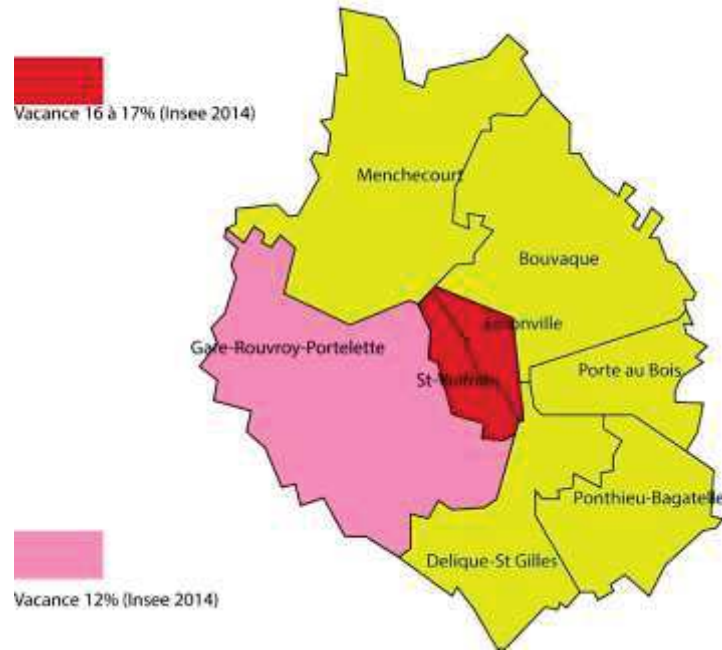 Vacance 16 à 17% (Insee 2014)
Menchecourt
Bouvaque
Gare-Rouvroy-Portelette
Porte au Bois
Ponthieu-Bagatelle
Delique-St Gilles
Vacance 12% (Insee 2014)